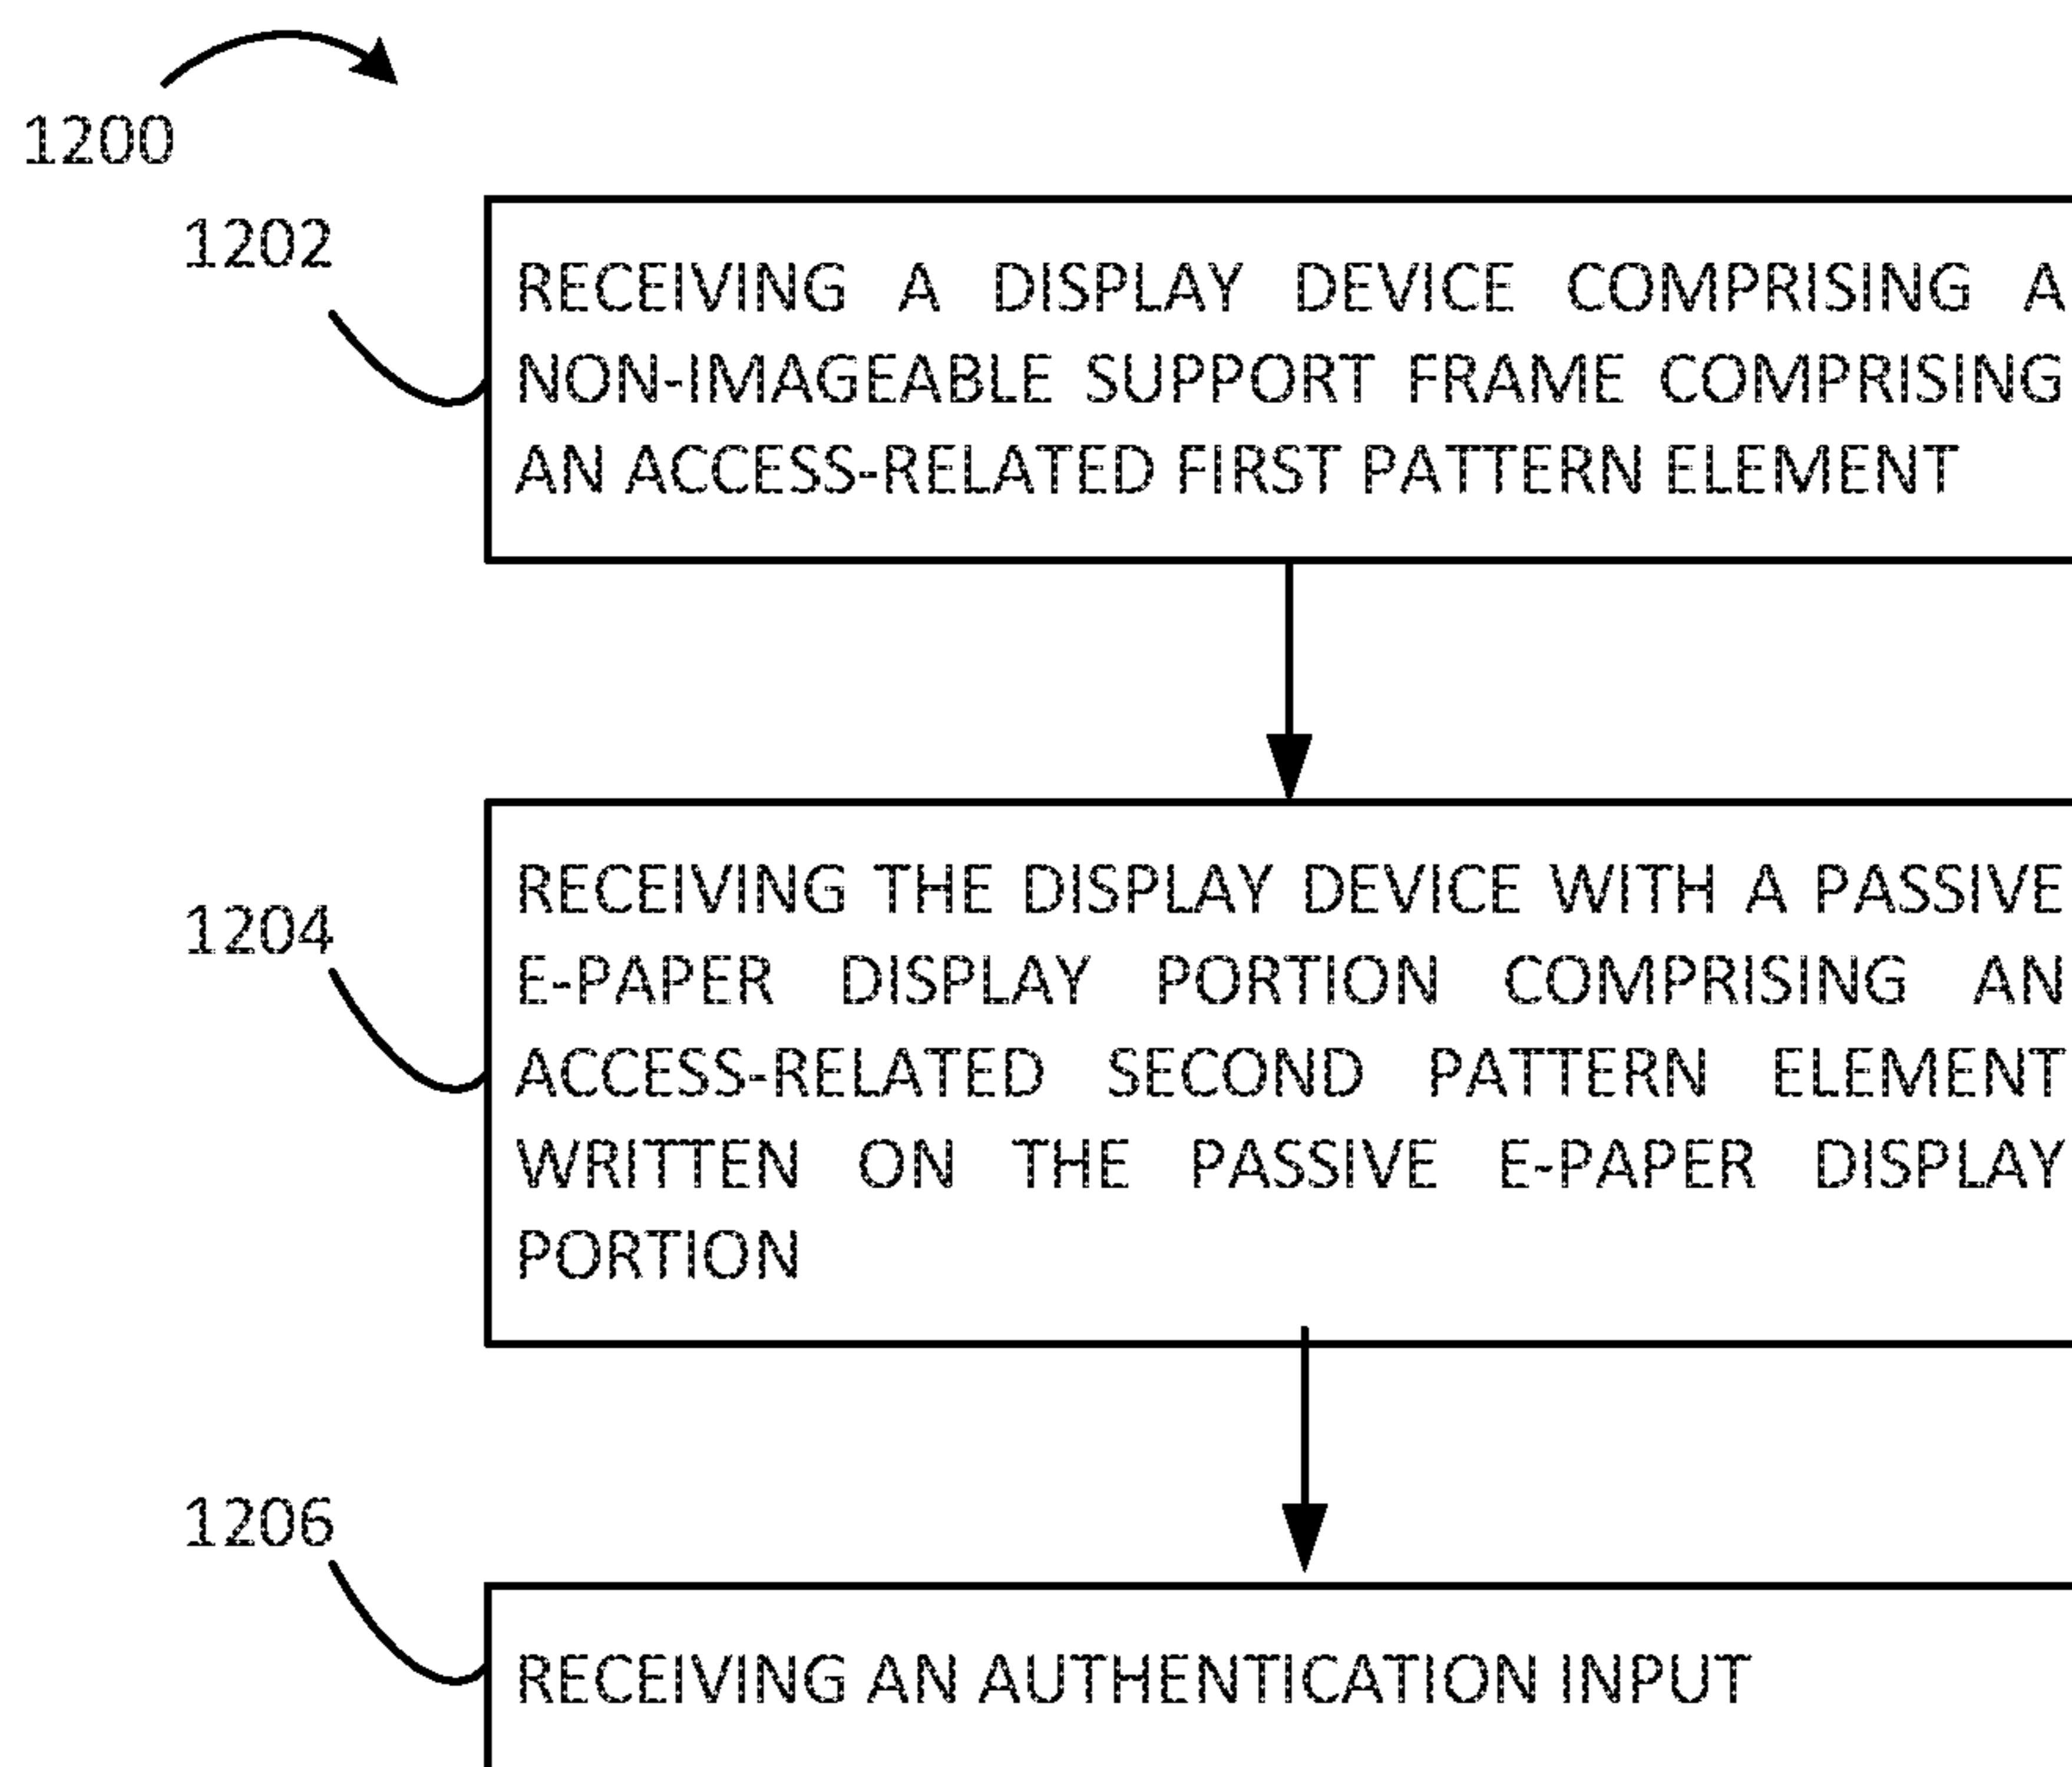 1200
1202
RECEIVING A DISPLAY DEVICE COMPRISING A
NON-IMAGEABLE SUPPORT FRAME COMPRISING
AN ACCESS-RELATED FIRST PATTERN ELEMENT
1204
RECEIVING THE DISPLAY DEVICE WITH A PASSIVE
E-PAPER DISPLAY PORTION COMPRISING AN
ACCESS-RELATED SECOND PATTERN ELEMENT
WRITTEN ON THE PASSIVE E-PAPER DISPLAY
PORTION
1206
RECEIVING AN AUTHENTICATION INPUT